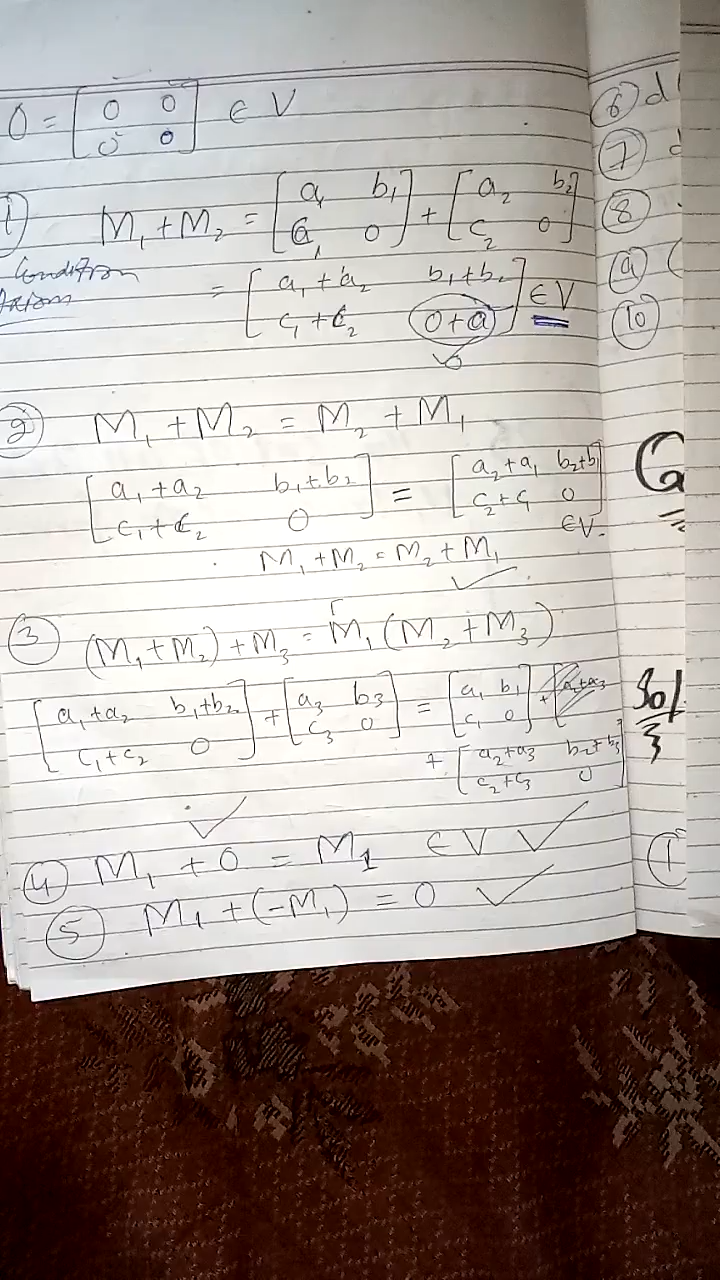 0 = [ 0 0 ; 0 0 ] ∈ V
1) M₁ + M₂ = [ a₁ b₁ ; c₁ 0 ] + [ a₂ b₂ ; c₂ 0 ]
Condition
Axiom
= [ a₁ + a₂ b₁ + b₂ ; c₁ + c₂ 0+0 ] ∈ V
2) M₁ + M₂ = M₂ + M₁
[ a₁ + a₂ b₁ + b₂ ; c₁ + c₂ 0 ] = [ a₂ + a₁ b₂ + b₁ ; c₂ + c₁ 0 ]
∈ V.
M₁ + M₂ = M₂ + M₁ ✓
3) (M₁ + M₂) + M₃ = M₁ (M₂ + M₃)
[ a₁ + a₂ b₁ + b₂ ; c₁ + c₂ 0 ] + [ a₃ b₃ ; c₃ 0 ] = [ a₁ b₁ ; c₁ 0 ]
+ [ a₂ + a₃ b₂ + b₃ ; c₂ + c₃ 0 ]
✓
4) M₁ + 0 = M₁ ∈ V ✓
5) M₁ + (-M₁) = 0 ✓
6
7
8
10
Sol
1